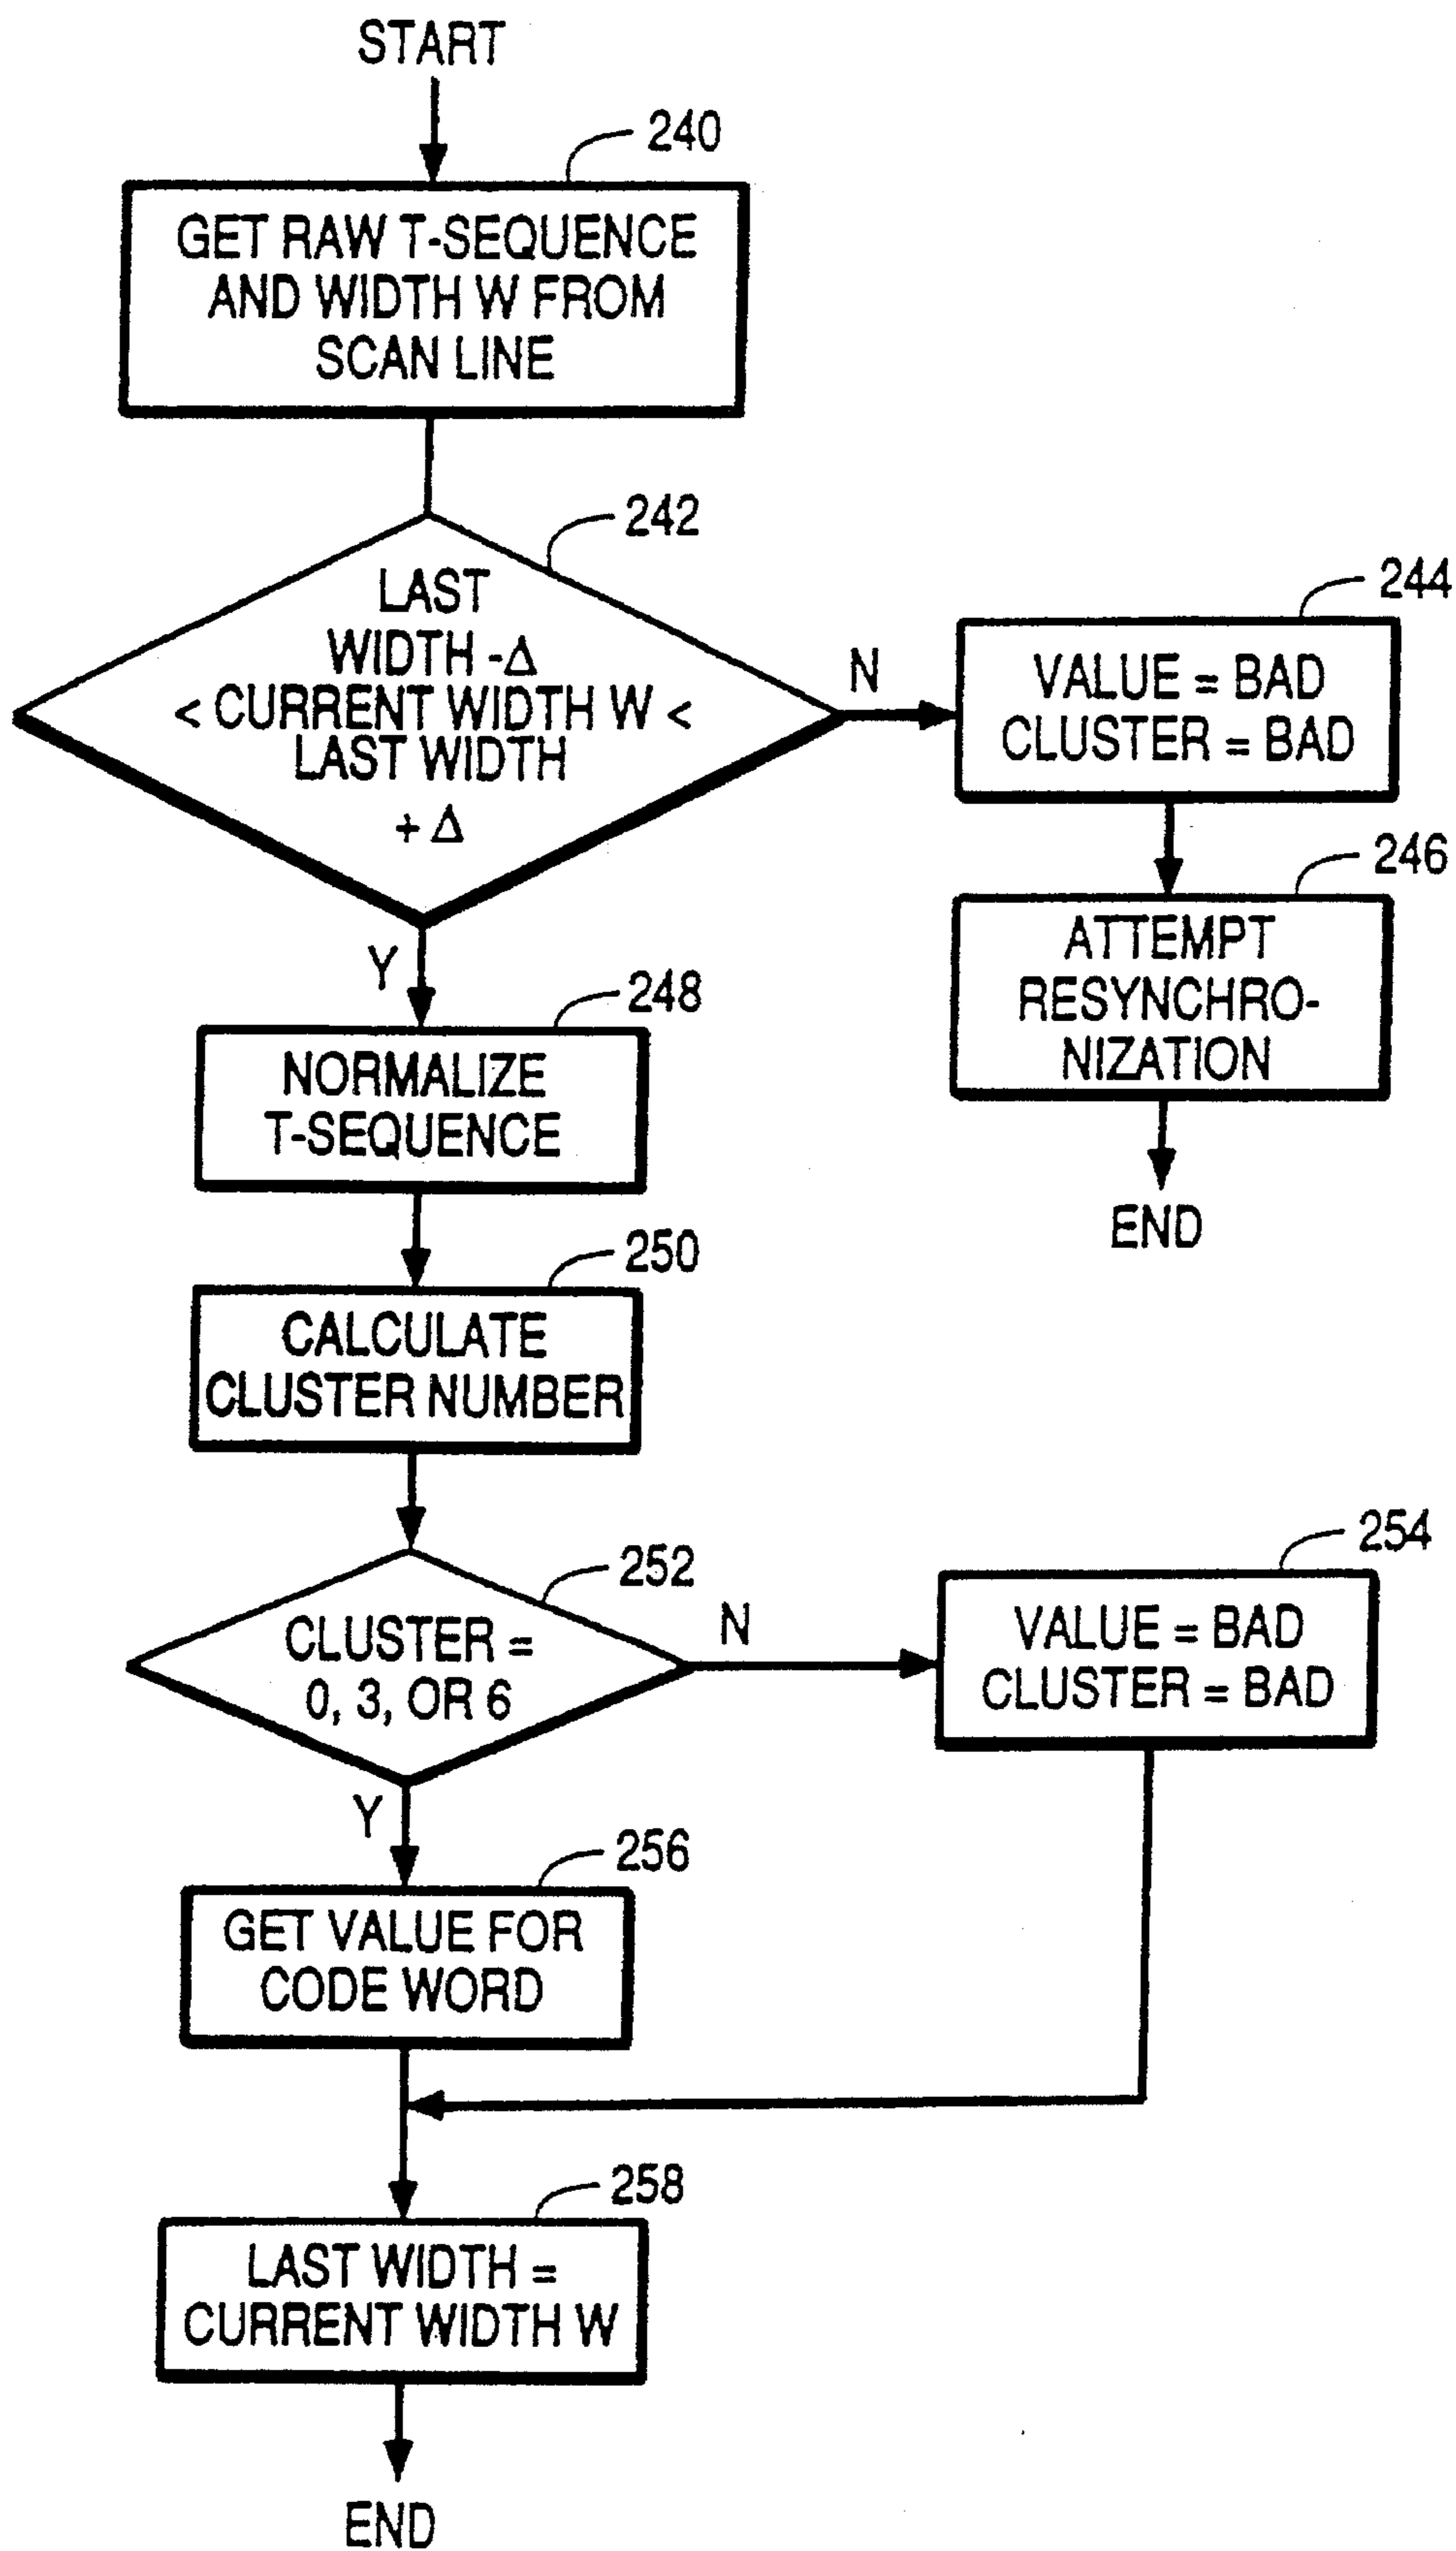 START
240
GET RAW T-SEQUENCE
AND WIDTH W FROM
SCAN LINE
242
LAST
WIDTH -Δ
< CURRENT WIDTH W <
LAST WIDTH
+ Δ
N
244
VALUE = BAD
CLUSTER = BAD
246
ATTEMPT
RESYNCHRO-
NIZATION
END
Y
248
NORMALIZE
T-SEQUENCE
250
CALCULATE
CLUSTER NUMBER
252
CLUSTER =
0, 3, OR 6
N
254
VALUE = BAD
CLUSTER = BAD
Y
256
GET VALUE FOR
CODE WORD
258
LAST WIDTH =
CURRENT WIDTH W
END